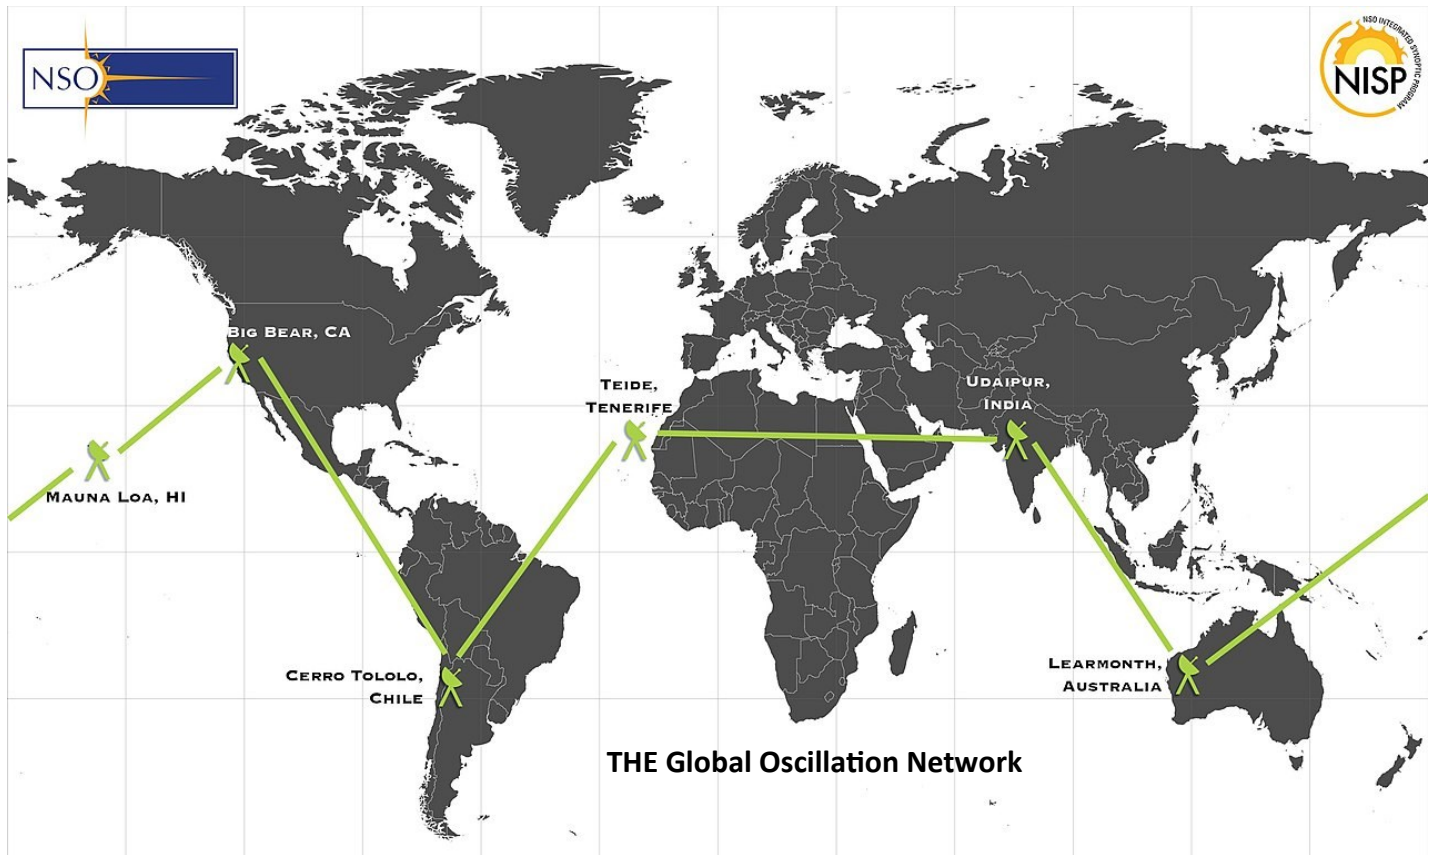 NSO
NSO INTEGRATED SYNOPTIC PROGRAM
NISP
BIG BEAR, CA
TEIDE,
TENERIFE
UDAIPUR,
INDIA
MAUNA LOA, HI
CERRO TOLOLO,
CHILE
LEARMONTH,
AUSTRALIA
THE Global Oscillation Network